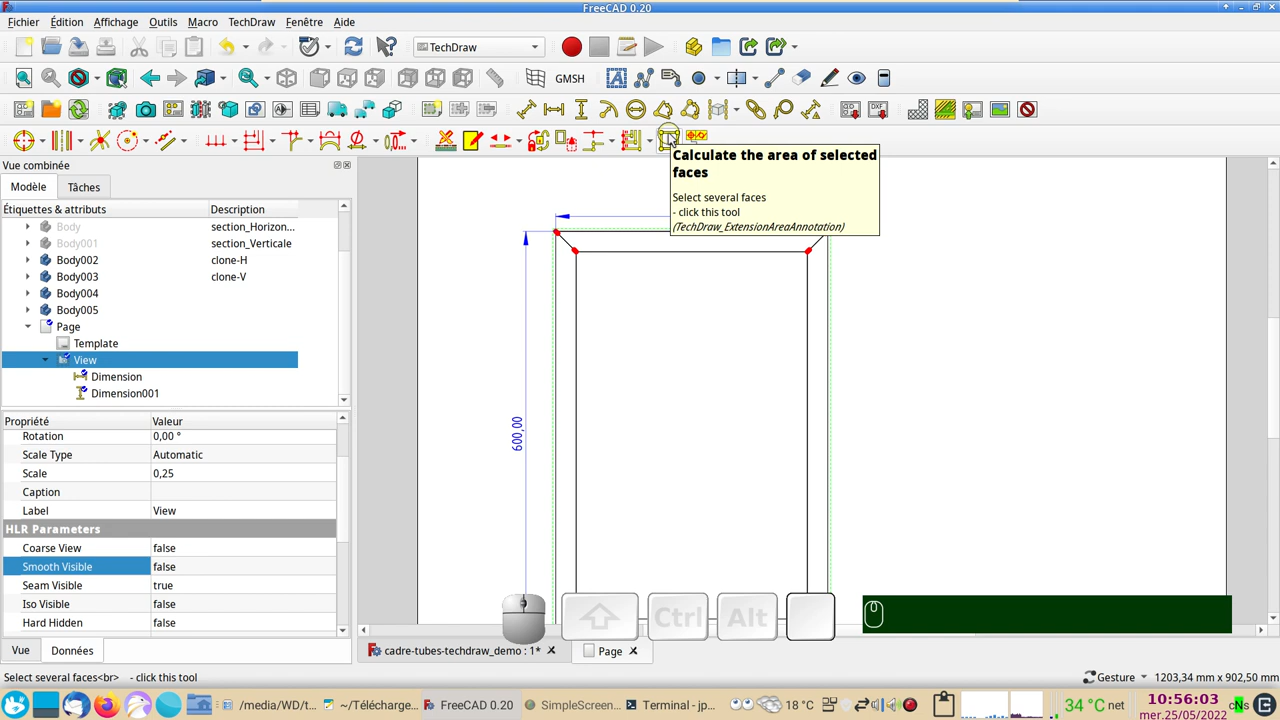 FreeCAD 0.20
Fichier Édition Affichage Outils Macro TechDraw Fenêtre Aide
TechDraw
GMSH
Vue combinée
Modèle Tâches
Étiquettes & attributs Description
Body section_Horizon...
Body001 section_Verticale
Body002 clone-H
Body003 clone-V
Body004
Body005
Page
Template
View
Dimension
Dimension001
Propriété Valeur
Rotation 0,00 °
Scale Type Automatic
Scale 0,25
Caption
Label View
HLR Parameters
Coarse View false
Smooth Visible false
Seam Visible true
Iso Visible false
Hard Hidden false
Vue Données
Calculate the area of selected
faces
Select several faces
- click this tool
(TechDraw_ExtensionAreaAnnotation)
600,00
Ctrl Alt
cadre-tubes-techdraw_demo : 1* Page
Select several faces<br> - click this tool
Gesture 1203,34 mm x 902,50 mm
/media/WD/t... ~/Télécharge... FreeCAD 0.20 SimpleScreen... Terminal - jp... 18 °C 34 °C net 10:56:03
mer.25/05/2022
cNs